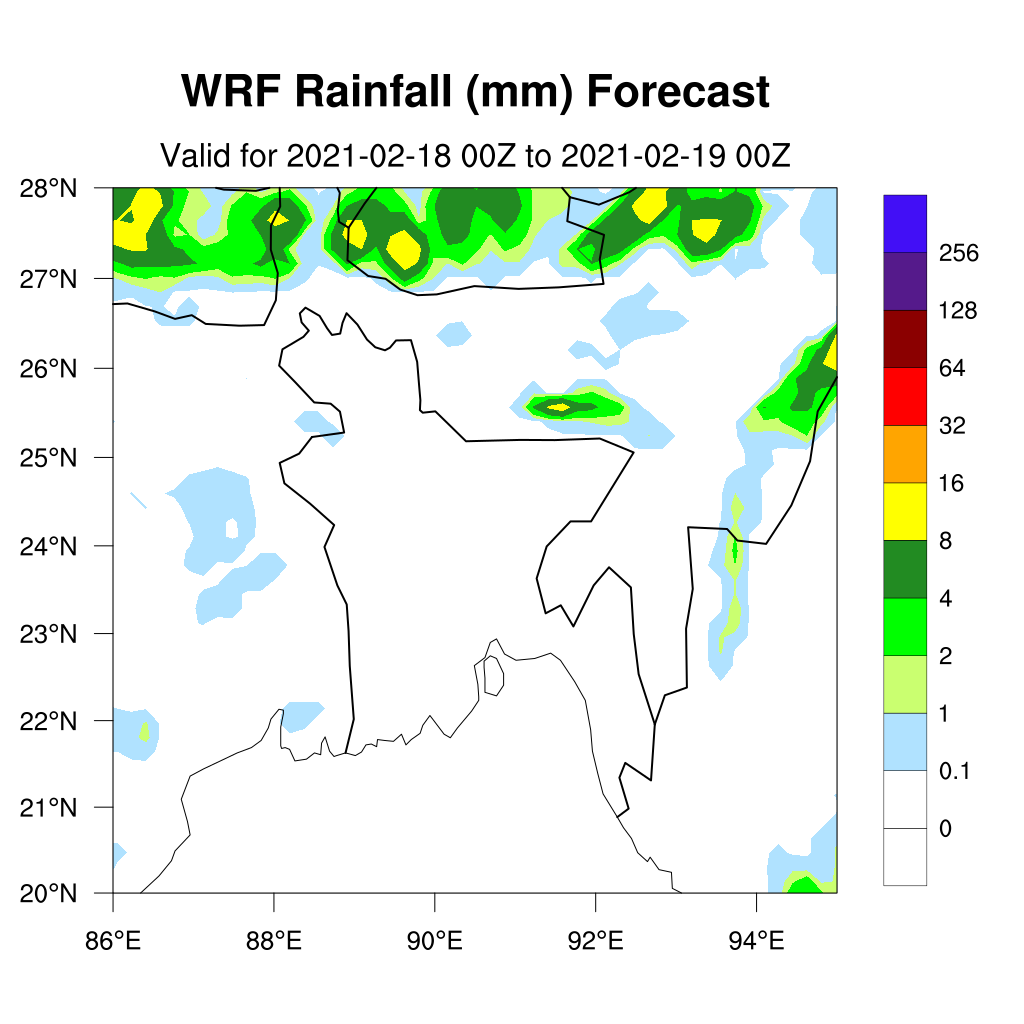 WRF Rainfall (mm) Forecast
Valid for 2021-02-18 00Z to 2021-02-19 00Z
28°N
27°N
26°N
25°N
24°N
23°N
22°N
21°N
20°N
86°E
88°E
90°E
92°E
94°E
256
128
64
32
16
8
4
2
1
0.1
0